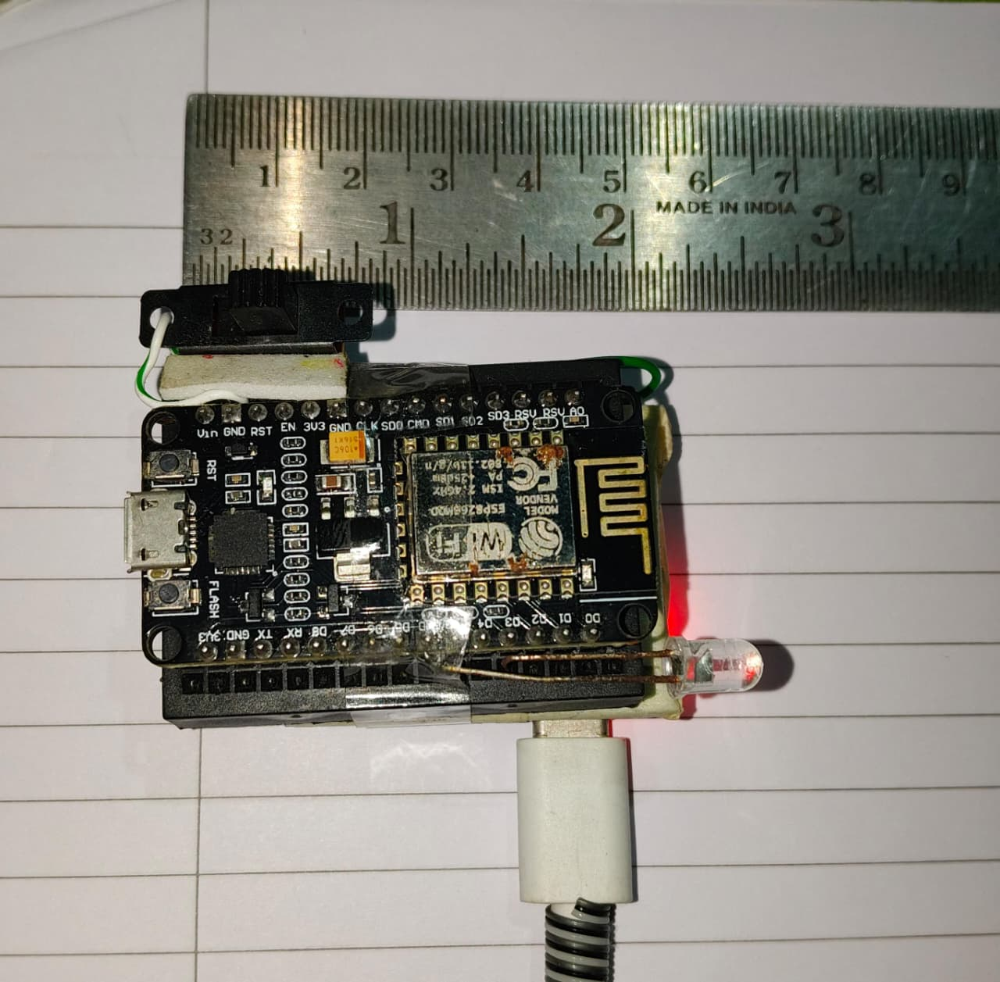 1 2 3 4 5 6 7 8 9
MADE IN INDIA
32 1 2 3
Vin GND RST EN 3V3 GND CLK SD0 CMD SD1 SD2 SD3 RSV RSV A0
RST
106C
516K1
MODEL
VENDOR
ESP8266MOD
ISM 2.4GHz
PA +25dBm
802.11b/g/n
FC
Wi Fi
FLASH
3V3 GND TX RX D8 D7 D6 D5 D4 D3 D2 D1 D0